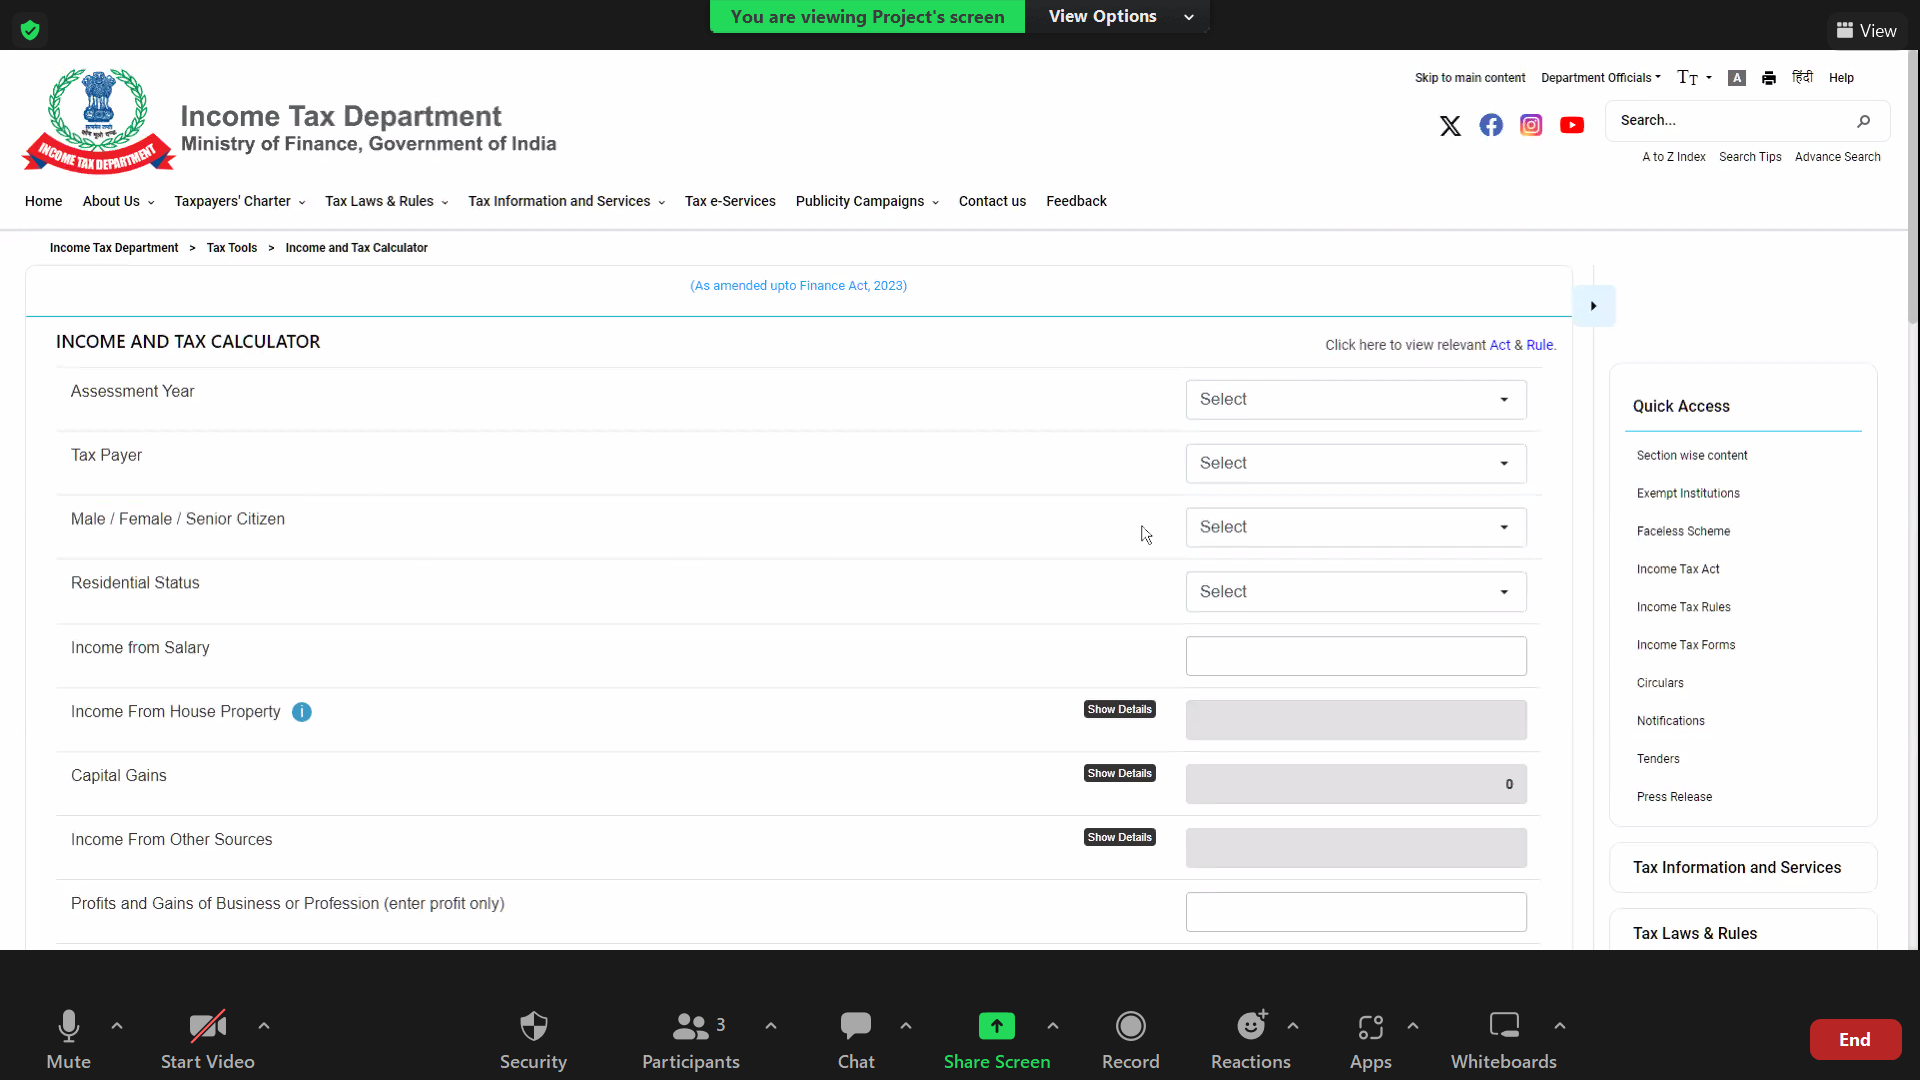 You are viewing Project's screen
View Options
View
Income Tax Department
Ministry of Finance, Government of India
INCOME TAX DEPARTMENT
Skip to main content
Department Officials
TT
A
हिंदी
Help
Search...
A to Z Index
Search Tips
Advance Search
Home
About Us
Taxpayers' Charter
Tax Laws & Rules
Tax Information and Services
Tax e-Services
Publicity Campaigns
Contact us
Feedback
Income Tax Department > Tax Tools > Income and Tax Calculator
(As amended upto Finance Act, 2023)
INCOME AND TAX CALCULATOR
Click here to view relevant Act & Rule.
Assessment Year
Select
Tax Payer
Select
Male / Female / Senior Citizen
Select
Residential Status
Select
Income from Salary
Income From House Property
i
Show Details
Capital Gains
Show Details
0
Income From Other Sources
Show Details
Profits and Gains of Business or Profession (enter profit only)
Quick Access
Section wise content
Exempt Institutions
Faceless Scheme
Income Tax Act
Income Tax Rules
Income Tax Forms
Circulars
Notifications
Tenders
Press Release
Tax Information and Services
Tax Laws & Rules
Mute
Start Video
Security
Participants
3
Chat
Share Screen
Record
Reactions
Apps
Whiteboards
End